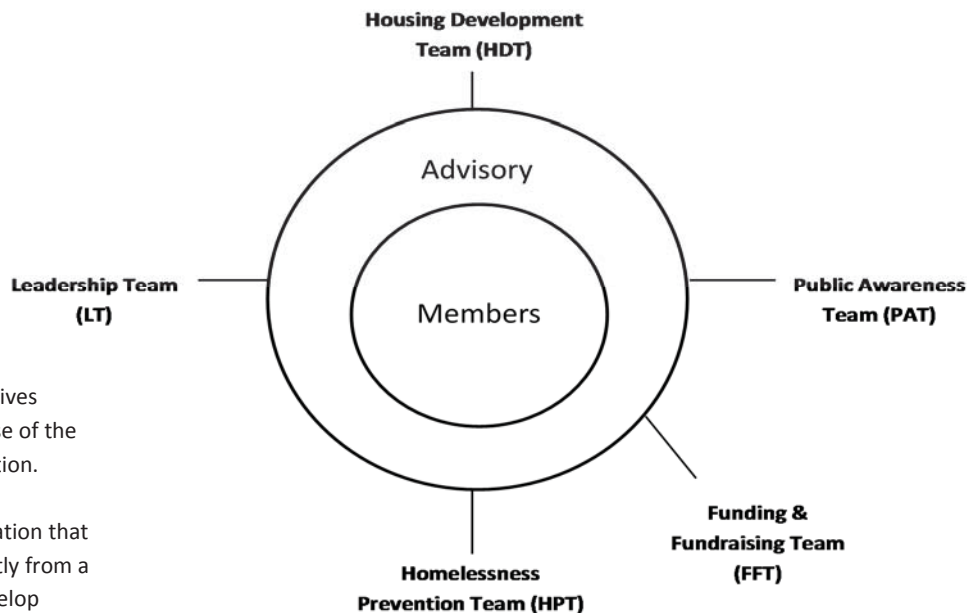 Housing Development
Team (HDT)
Advisory
Members
Leadership Team
(LT)
Public Awareness
Team (PAT)
Funding &
Fundraising Team
(FFT)
Homelessness
Prevention Team (HPT)
ives
se of the
tion.
ation that
tly from a
elop